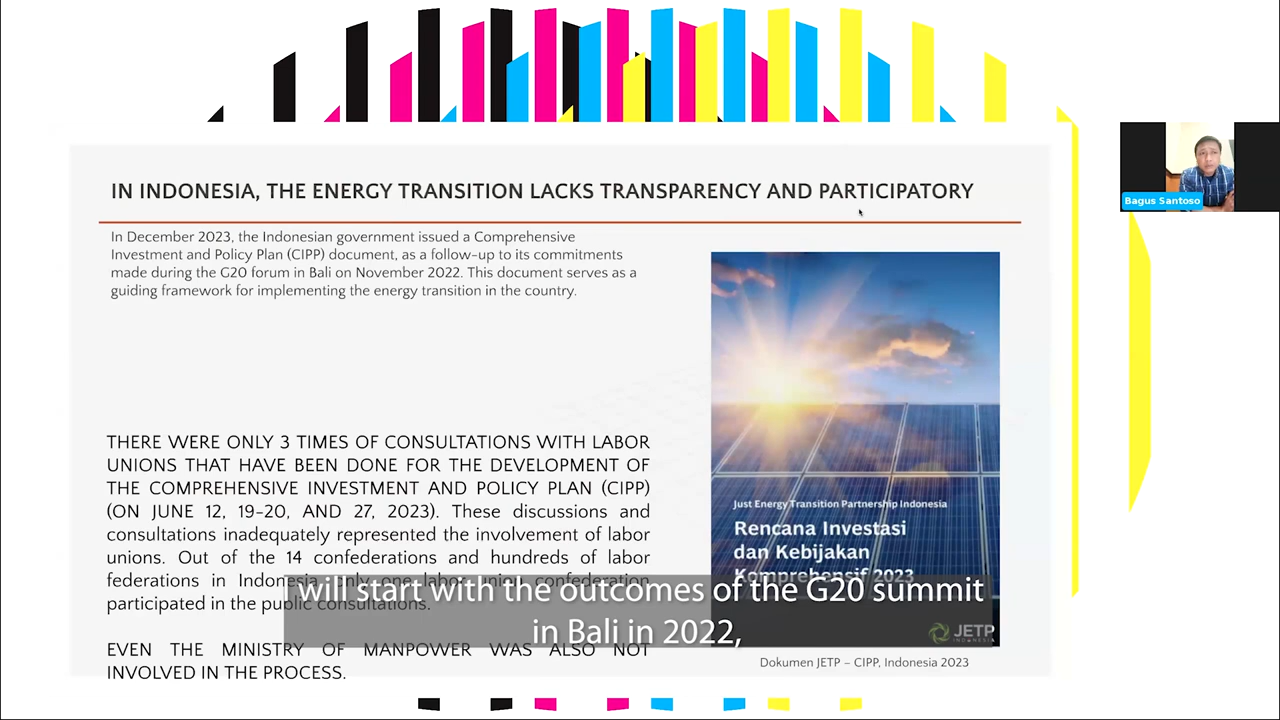 IN INDONESIA, THE ENERGY TRANSITION LACKS TRANSPARENCY AND PARTICIPATORY
Bagus Santoso
In December 2023, the Indonesian government issued a Comprehensive
Investment and Policy Plan (CIPP) document, as a follow-up to its commitments
made during the G20 forum in Bali on November 2022. This document serves as a
guiding framework for implementing the energy transition in the country.
THERE WERE ONLY 3 TIMES OF CONSULTATIONS WITH LABOR
UNIONS THAT HAVE BEEN DONE FOR THE DEVELOPMENT OF
THE COMPREHENSIVE INVESTMENT AND POLICY PLAN (CIPP)
(ON JUNE 12, 19-20, AND 27, 2023). These discussions and
consultations inadequately represented the involvement of labor
unions. Out of the 14 confederations and hundreds of labor
federations in Indonesia, only one labor union confederation
participated in the public consultations.
EVEN THE MINISTRY OF MANPOWER WAS ALSO NOT
INVOLVED IN THE PROCESS.
Just Energy Transition Partnership Indonesia
Rencana Investasi
dan Kebijakan
Komprehensif 2023
JETP
INDONESIA
Dokumen JETP – CIPP, Indonesia 2023
will start with the outcomes of the G20 summit
in Bali in 2022,